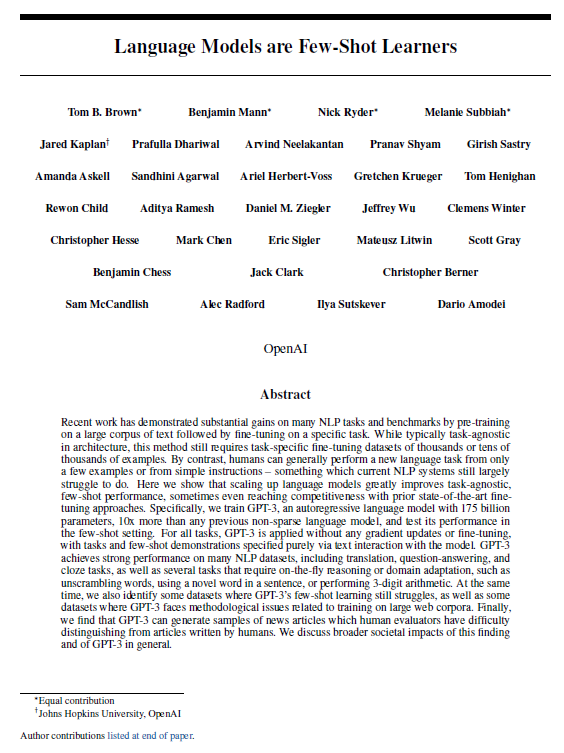 Language Models are Few-Shot Learners
Tom B. Brown* Benjamin Mann* Nick Ryder* Melanie Subbiah*
Jared Kaplan† Prafulla Dhariwal Arvind Neelakantan Pranav Shyam Girish Sastry
Amanda Askell Sandhini Agarwal Ariel Herbert-Voss Gretchen Krueger Tom Henighan
Rewon Child Aditya Ramesh Daniel M. Ziegler Jeffrey Wu Clemens Winter
Christopher Hesse Mark Chen Eric Sigler Mateusz Litwin Scott Gray
Benjamin Chess Jack Clark Christopher Berner
Sam McCandlish Alec Radford Ilya Sutskever Dario Amodei
OpenAI
Abstract
Recent work has demonstrated substantial gains on many NLP tasks and benchmarks by pre-training
on a large corpus of text followed by fine-tuning on a specific task. While typically task-agnostic
in architecture, this method still requires task-specific fine-tuning datasets of thousands or tens of
thousands of examples. By contrast, humans can generally perform a new language task from only
a few examples or from simple instructions – something which current NLP systems still largely
struggle to do. Here we show that scaling up language models greatly improves task-agnostic,
few-shot performance, sometimes even reaching competitiveness with prior state-of-the-art fine-
tuning approaches. Specifically, we train GPT-3, an autoregressive language model with 175 billion
parameters, 10x more than any previous non-sparse language model, and test its performance in
the few-shot setting. For all tasks, GPT-3 is applied without any gradient updates or fine-tuning,
with tasks and few-shot demonstrations specified purely via text interaction with the model. GPT-3
achieves strong performance on many NLP datasets, including translation, question-answering, and
cloze tasks, as well as several tasks that require on-the-fly reasoning or domain adaptation, such as
unscrambling words, using a novel word in a sentence, or performing 3-digit arithmetic. At the same
time, we also identify some datasets where GPT-3's few-shot learning still struggles, as well as some
datasets where GPT-3 faces methodological issues related to training on large web corpora. Finally,
we find that GPT-3 can generate samples of news articles which human evaluators have difficulty
distinguishing from articles written by humans. We discuss broader societal impacts of this finding
and of GPT-3 in general.
*Equal contribution
†Johns Hopkins University, OpenAI
Author contributions listed at end of paper.